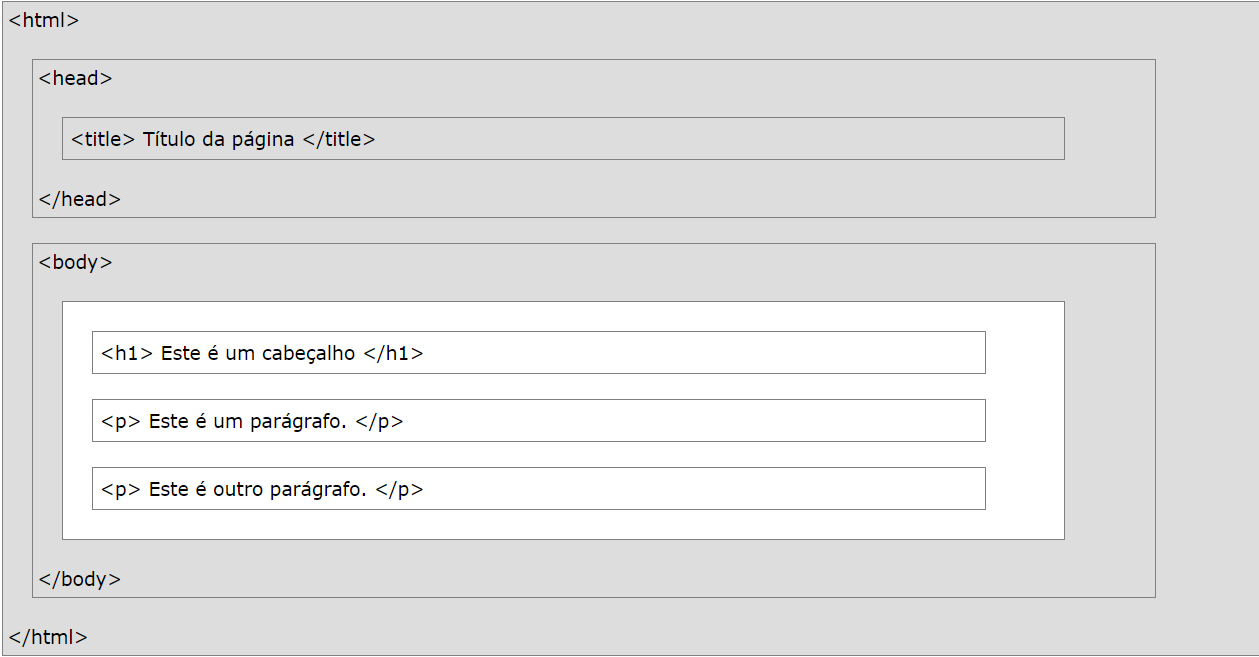 <html>
<head>
<title> Título da página </title>
</head>
<body>
<h1> Este é um cabeçalho </h1>
<p> Este é um parágrafo. </p>
<p> Este é outro parágrafo. </p>
</body>
</html>